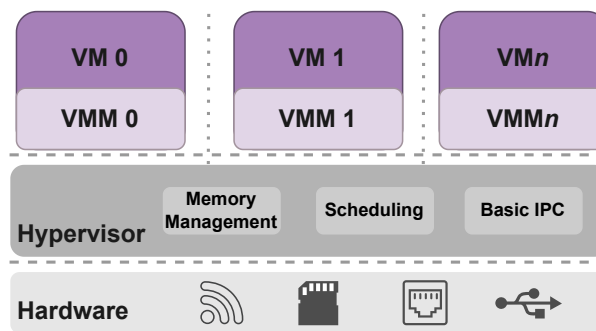 VM 0
VM 1
VMn
VMM 0
VMM 1
VMMn
Memory
Management
Scheduling
Basic IPC
Hypervisor
Hardware